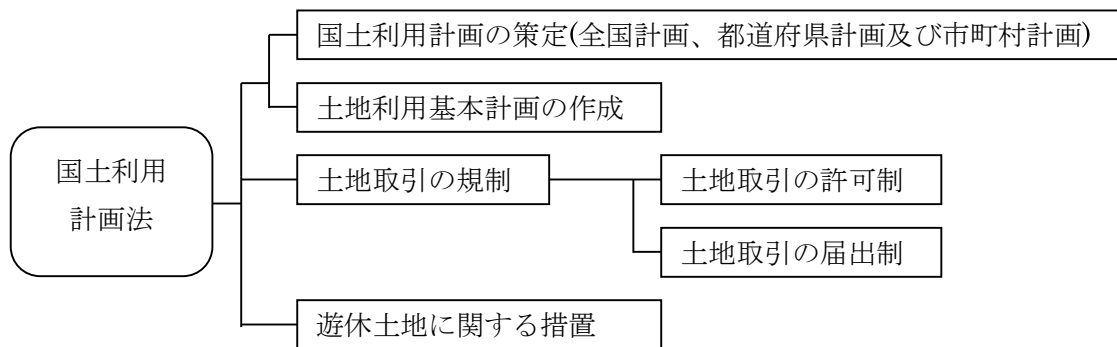 国土利用計画の策定(全国計画、都道府県計画及び市町村計画)
土地利用基本計画の作成
国土利用
計画法
土地取引の規制
土地取引の許可制
土地取引の届出制
遊休土地に関する措置